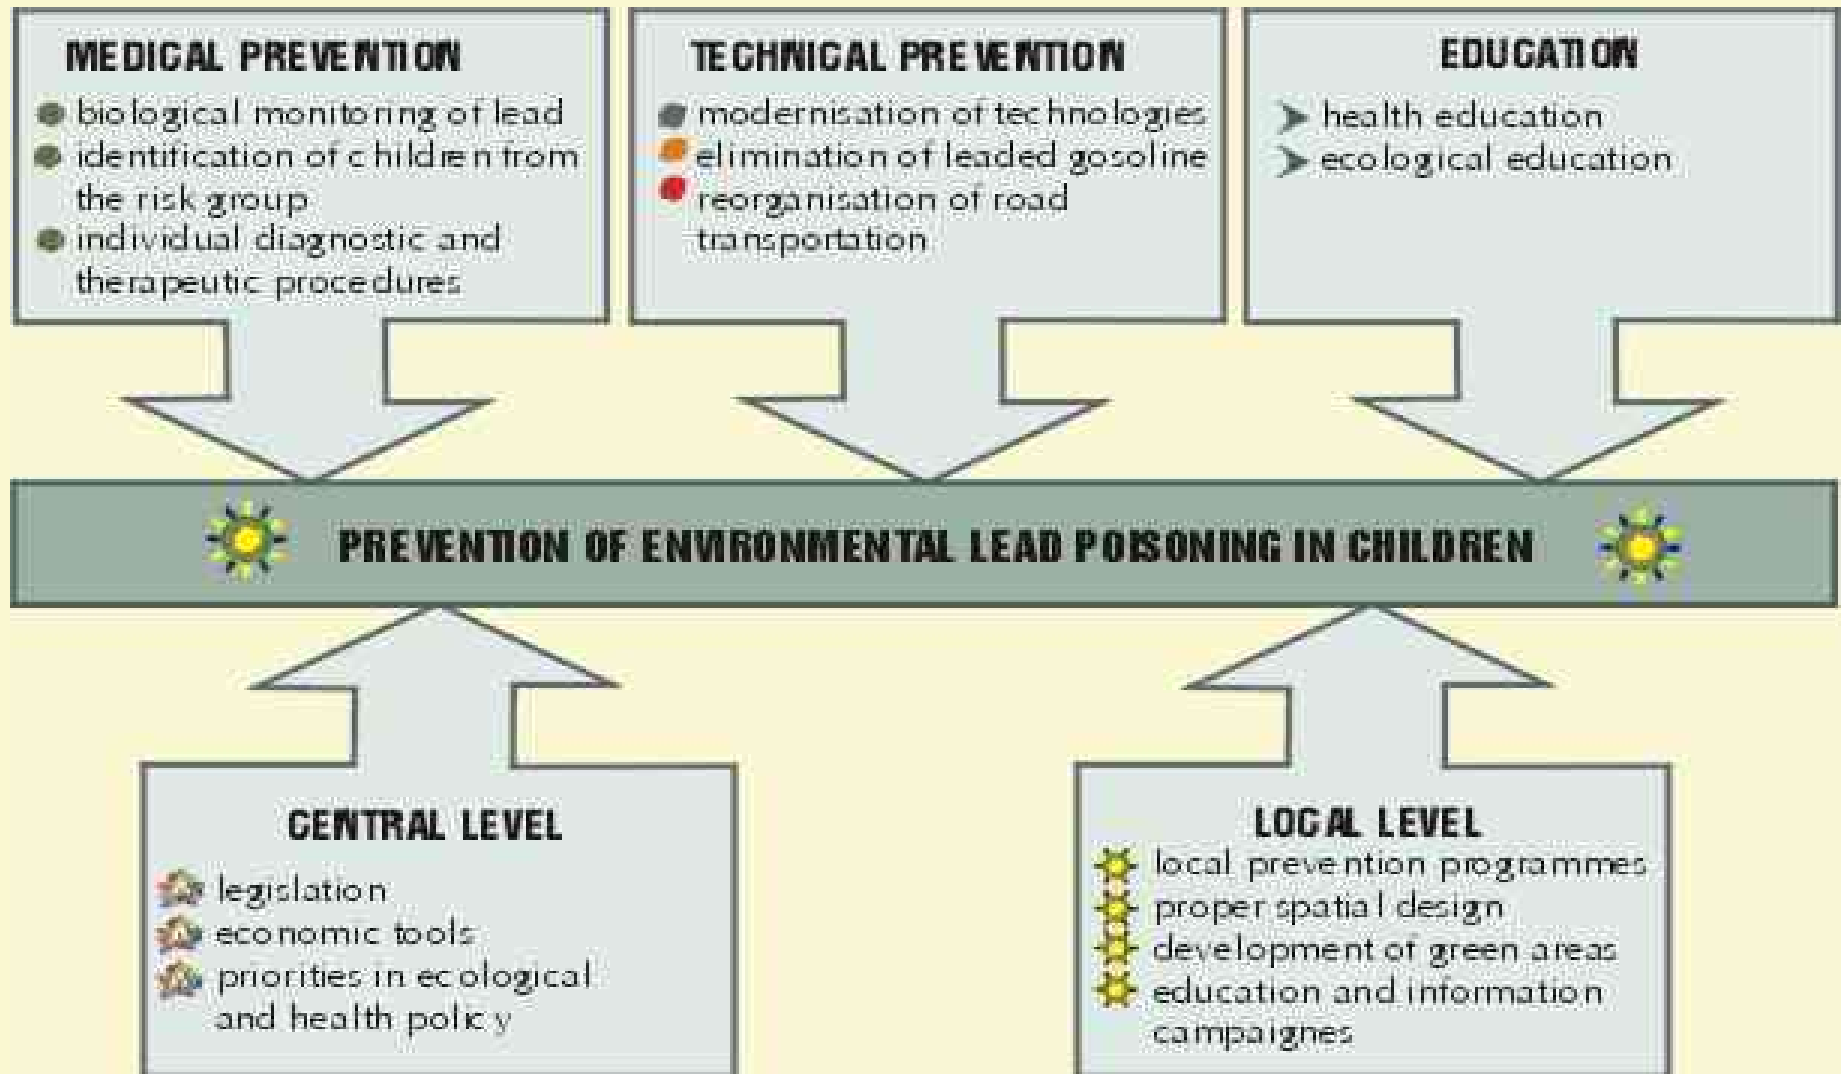 MEDICAL PREVENTION
biological monitoring of lead
identification of children from
the risk group
individual diagnostic and
therapeutic procedures
TECHNICAL PREVENTION
modernisation of technologies
elimination of leaded gosoline
reorganisation of road
transportation
EDUCATION
health education
ecological education
PREVENTION OF ENVIRONMENTAL LEAD POISONING IN CHILDREN
CENTRAL LEVEL
legislation
economic tools
priorities in ecological
and health policy
LOCAL LEVEL
local prevention programmes
proper spatial design
development of green areas
education and information
campaignes